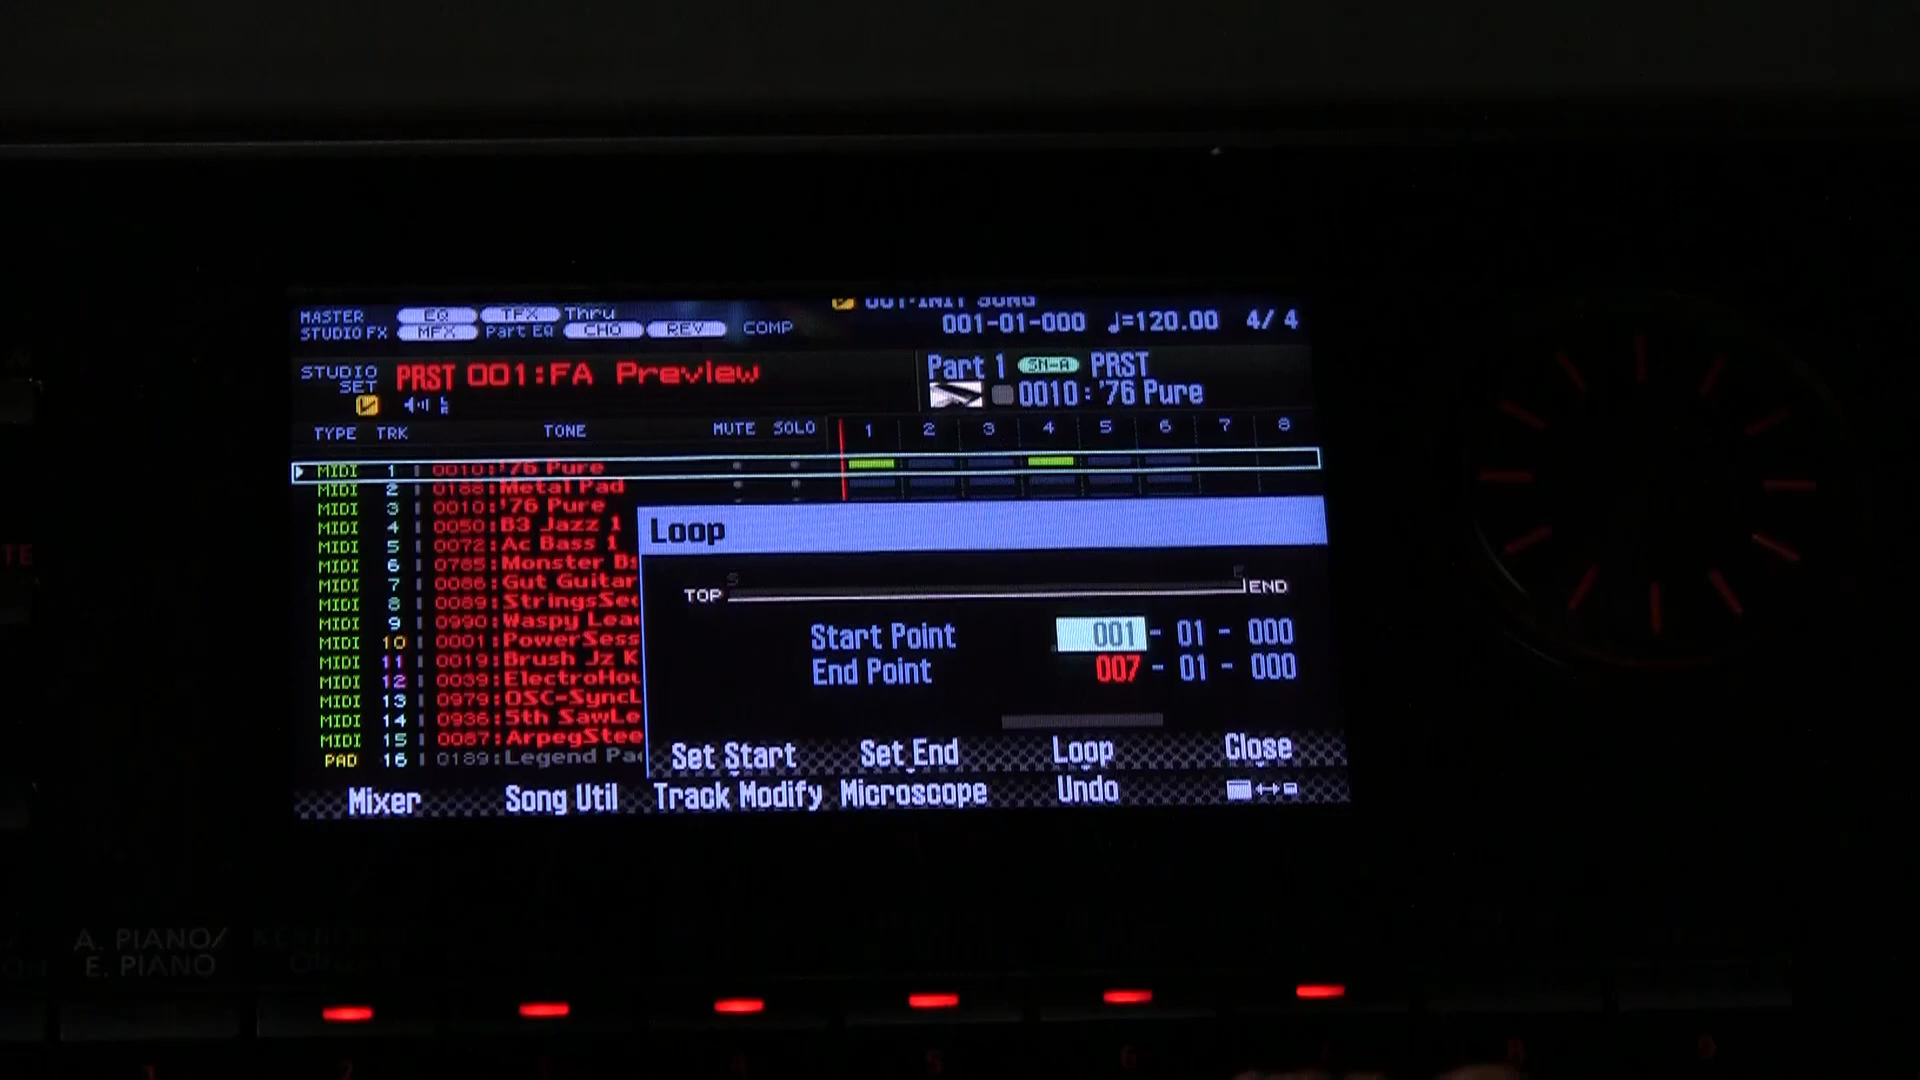 001:INIT SONG
MASTER EQ TFX Thru
STUDIO FX MFX Part EQ CHO REV COMP
001-01-000 ♩=120.00 4/ 4
STUDIO SET PRST 001:FA Preview
Part 1 SN-A PRST
0010:'76 Pure
TYPE TRK TONE MUTE SOLO 1 2 3 4 5 6 7 8
MIDI 1 0010:'76 Pure
MIDI 2 0188:Metal Pad
MIDI 3 0010:'76 Pure
MIDI 4 0050:B3 Jazz 1
MIDI 5 0072:Ac Bass 1
MIDI 6 0765:Monster Bs
MIDI 7 0086:Gut Guitar
MIDI 8 0089:StringsSec
MIDI 9 0990:Waspy Lea
MIDI 10 0001:PowerSess
MIDI 11 0019:Brush Jz K
MIDI 12 0039:ElectroHou
MIDI 13 0979:OSC-SyncL
MIDI 14 0936:5th SawLe
MIDI 15 0087:ArpegStee
PAD 16 0189:Legend Pa
Loop
S E
TOP END
Start Point 001 - 01 - 000
End Point 007 - 01 - 000
Set Start Set End Loop Close
Mixer Song Util Track Modify Microscope Undo
A. PIANO/
E. PIANO
2 5 6